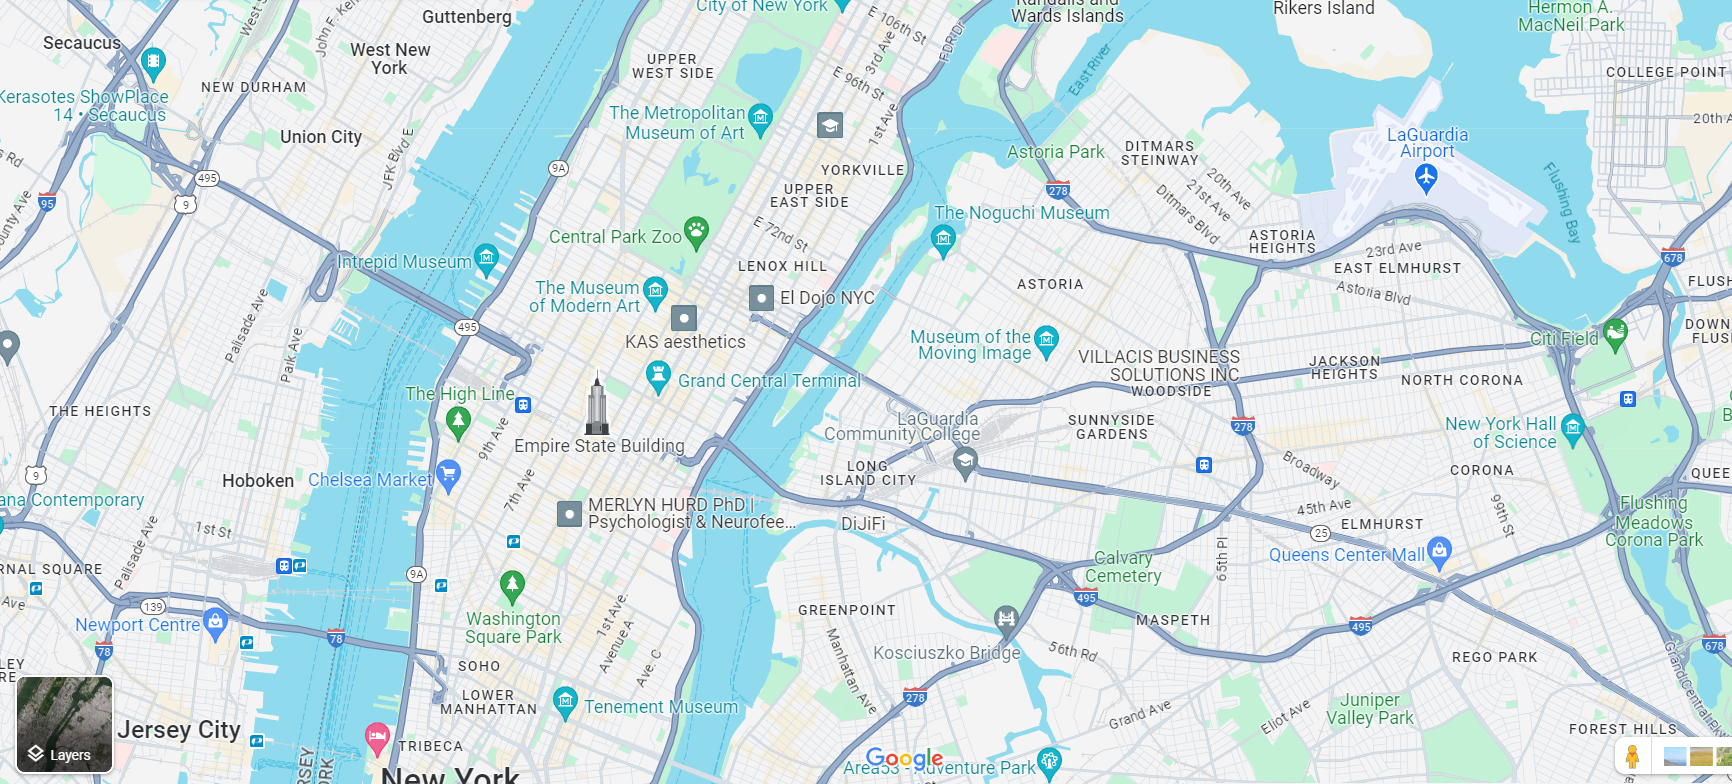 City of New York
Randalls and
Wards Islands
Rikers Island
Hermon A.
MacNeil Park
Guttenberg
Secaucus
West New
York
John F. Ke
E 106th St
3rd Ave
FDR Dr
East River
UPPER
WEST SIDE
NEW DURHAM
E 96th St
COLLEGE POINT
Kerasotes ShowPlace
14 • Secaucus
The Metropolitan
Museum of Art
Union City
1st Ave
20th A
LaGuardia
Airport
DITMARS
STEINWAY
Astoria Park
JFK Blvd E
9A
YORKVILLE
495
9
95
UPPER
EAST SIDE
278
20th Ave
21st Ave
Ditmars Blvd
Flushing Bay
The Noguchi Museum
Central Park Zoo
E 72nd St
ASTORIA
HEIGHTS
23rd Ave
678
Intrepid Museum
LENOX HILL
EAST ELMHURST
FLUSH
ASTORIA
Astoria Blvd
The Museum
of Modern Art
El Dojo NYC
Palisade Ave
Park Ave
495
KAS aesthetics
Museum of the
Moving Image
Citi Field
DOWN
FLUS
VILLACIS BUSINESS
SOLUTIONS INC
WOODSIDE
JACKSON
HEIGHTS
NORTH CORONA
Grand Central Terminal
The High Line
THE HEIGHTS
LaGuardia
Community College
SUNNYSIDE
GARDENS
278
New York Hall
of Science
9th Ave
Empire State Building
Broadway
CORONA
LONG
ISLAND CITY
9
Hoboken
Chelsea Market
QUEE
7th Ave
ana Contemporary
MERLYN HURD PhD |
Psychologist & Neurofee...
DiJiFi
45th Ave
99th St
ELMHURST
25
Flushing
Meadows
Corona Park
1st St
Palisade Ave
Queens Center Mall
65th Pl
Calvary
Cemetery
RNAL SQUARE
9A
495
139
GREENPOINT
MASPETH
495
Newport Centre
78
78
Washington
Square Park
1st Ave
Avenue A
Ave. C
Manhattan Ave
Kosciuszko Bridge
56th Rd
REGO PARK
678
SOHO
278
LOWER
MANHATTAN
Tenement Museum
Grand Ave
Eliot Ave
Juniper
Valley Park
Grand Central P
Jersey City
FOREST HILLS
TRIBECA
Layers
Google
New York